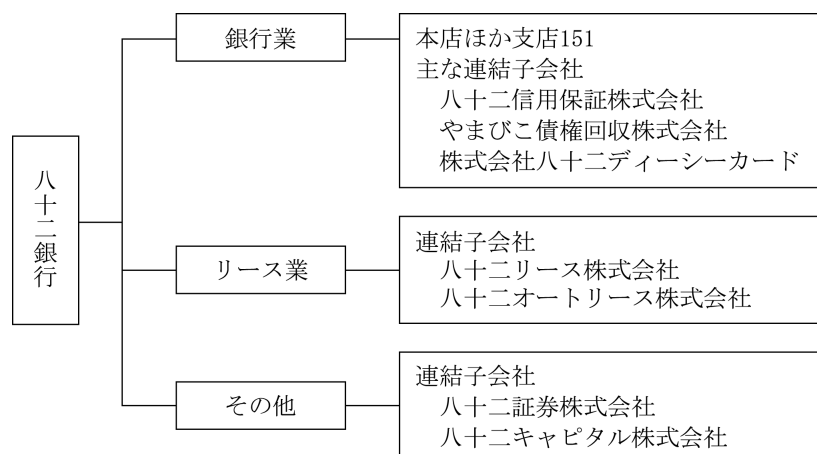 八十二銀行
銀行業
本店ほか支店151
主な連結子会社
八十二信用保証株式会社
やまびこ債権回収株式会社
株式会社八十二ディーシーカード
リース業
連結子会社
八十二リース株式会社
八十二オートリース株式会社
その他
連結子会社
八十二証券株式会社
八十二キャピタル株式会社